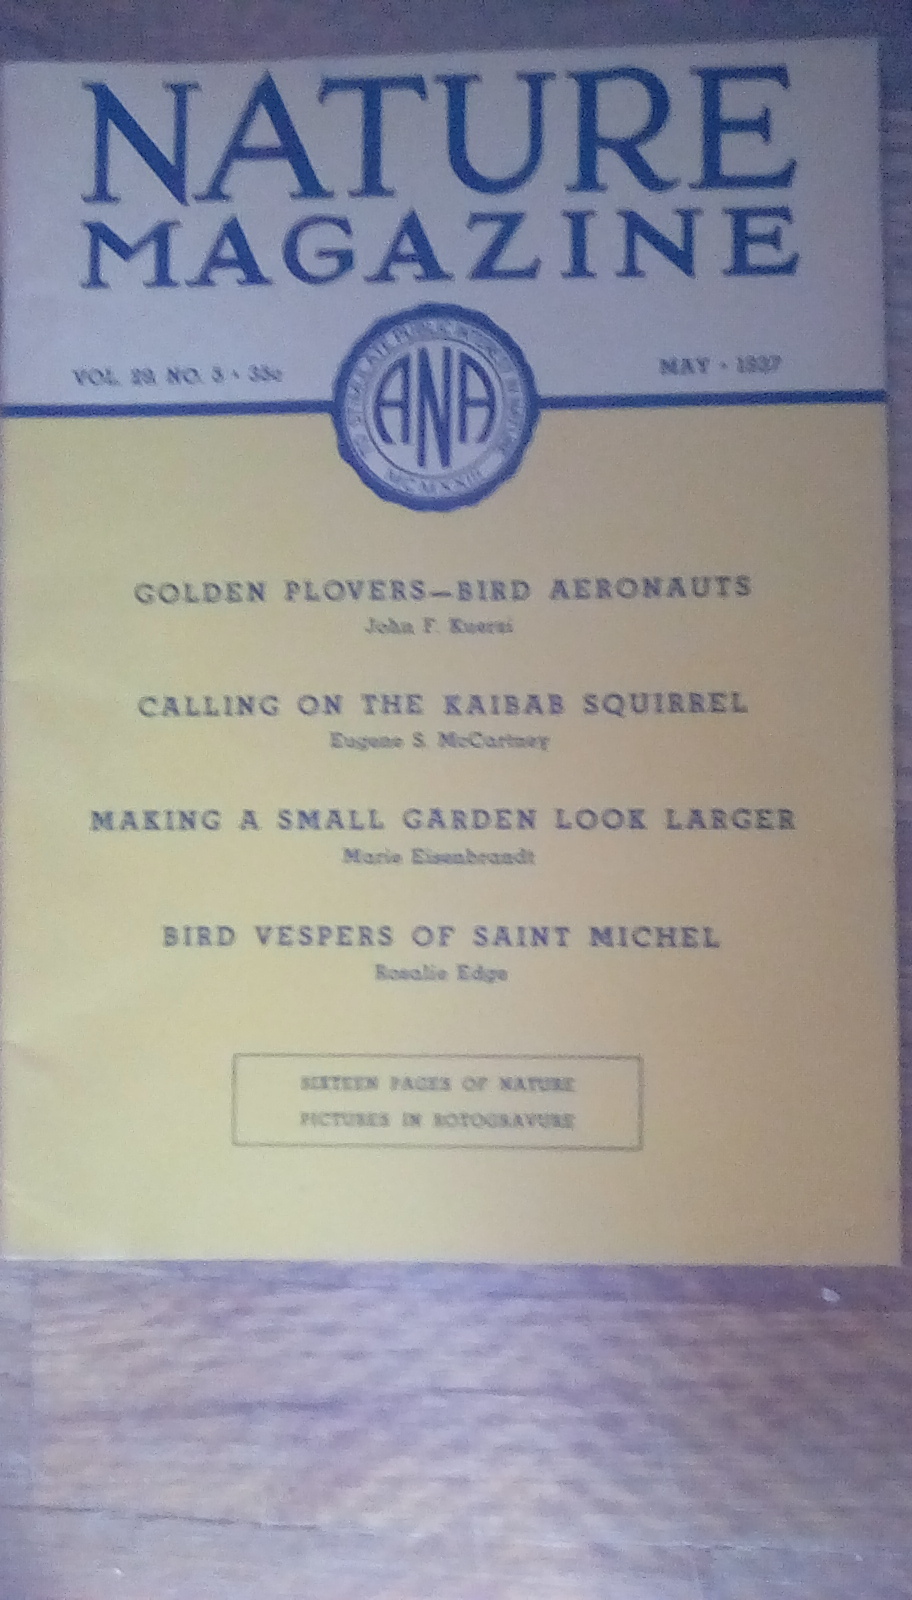 NATURE
MAGAZINE
VOL. 29 NO. 5 • 35c
MAY • 1937
ANA
MCMXXIII
GOLDEN PLOVERS—BIRD AERONAUTS
John F.
CALLING ON THE KAIBAB SQUIRREL
Eugene S. McCartney
MAKING A SMALL GARDEN LOOK LARGER
Marie Eisenbrandt
BIRD VESPERS OF SAINT MICHEL
Rosalie Edge
SIXTEEN PAGES OF NATURE
PICTURES IN ROTOGRAVURE